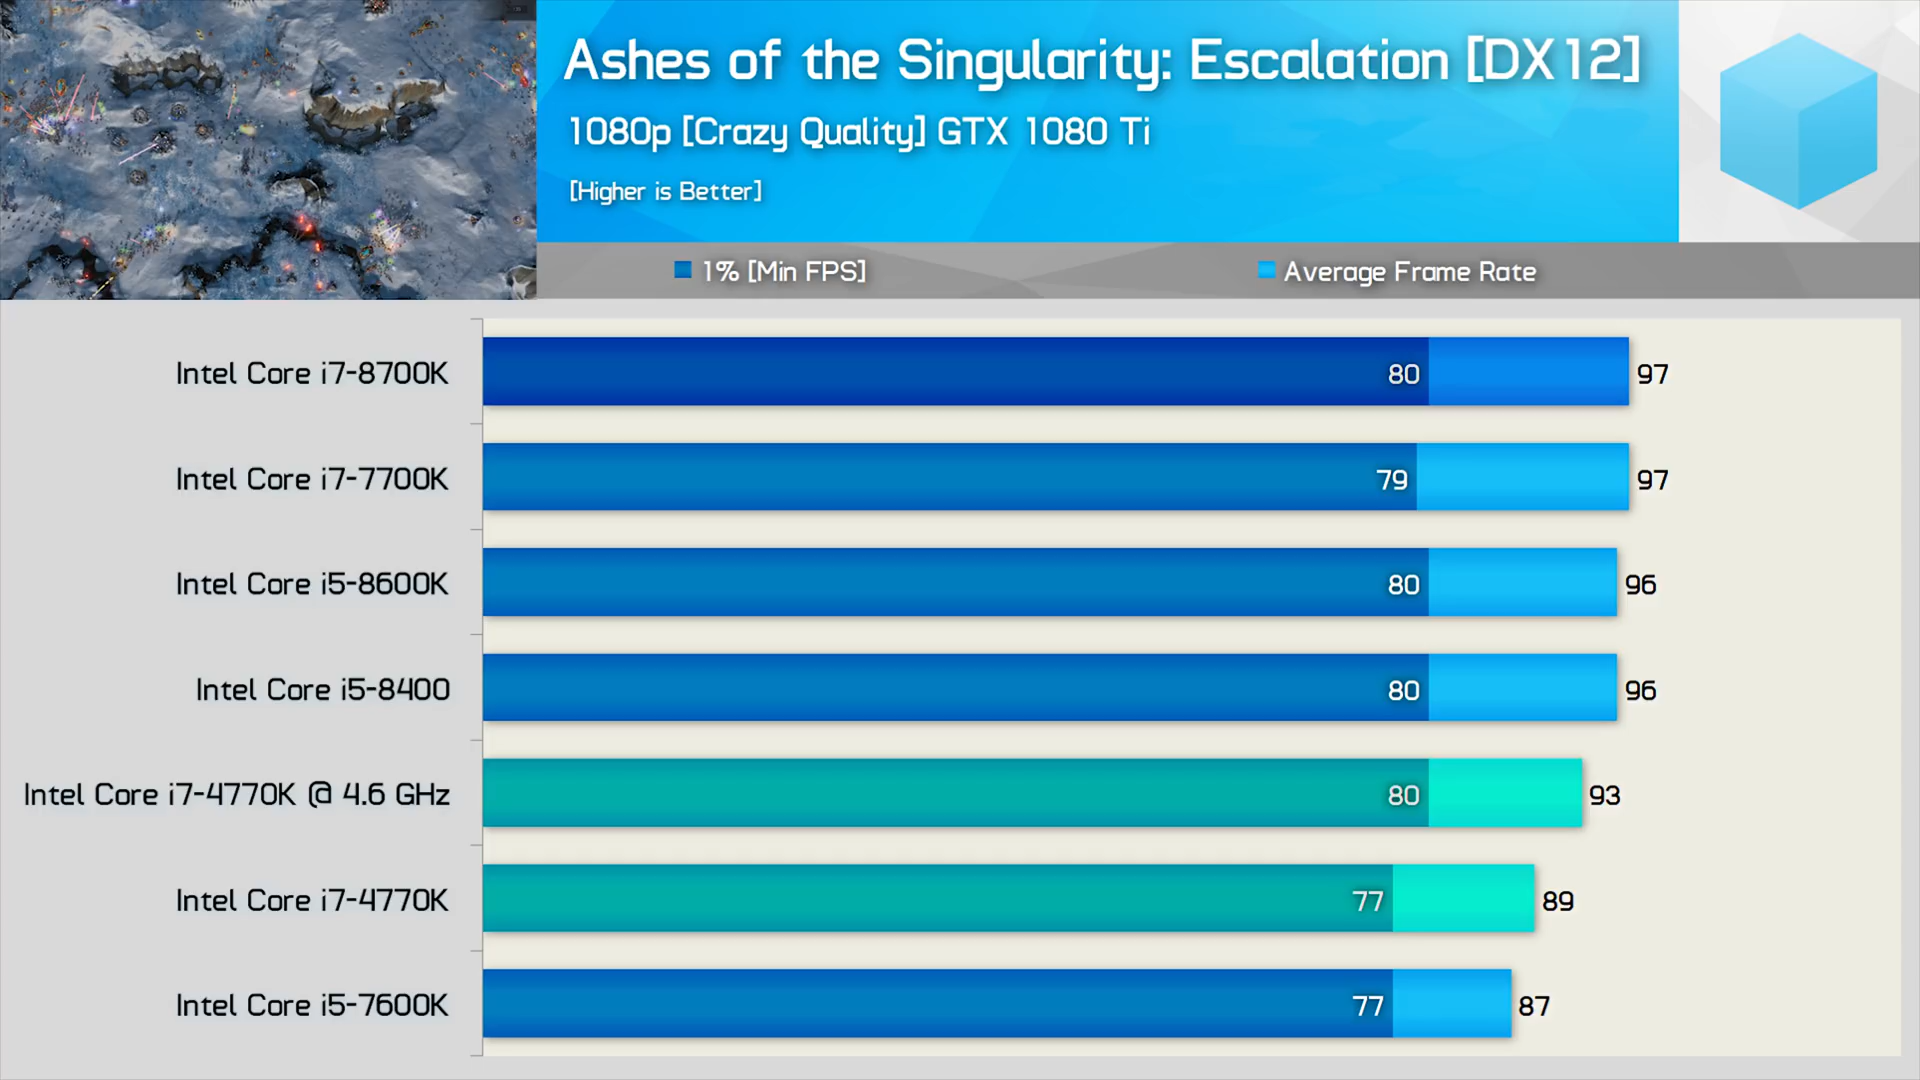 Ashes of the Singularity: Escalation [DX12]
1080p [Crazy Quality] GTX 1080 Ti
[Higher is Better]
1% [Min FPS] Average Frame Rate
Intel Core i7-8700K 80 97
Intel Core i7-7700K 79 97
Intel Core i5-8600K 80 96
Intel Core i5-8400 80 96
Intel Core i7-4770K @ 4.6 GHz 80 93
Intel Core i7-4770K 77 89
Intel Core i5-7600K 77 87